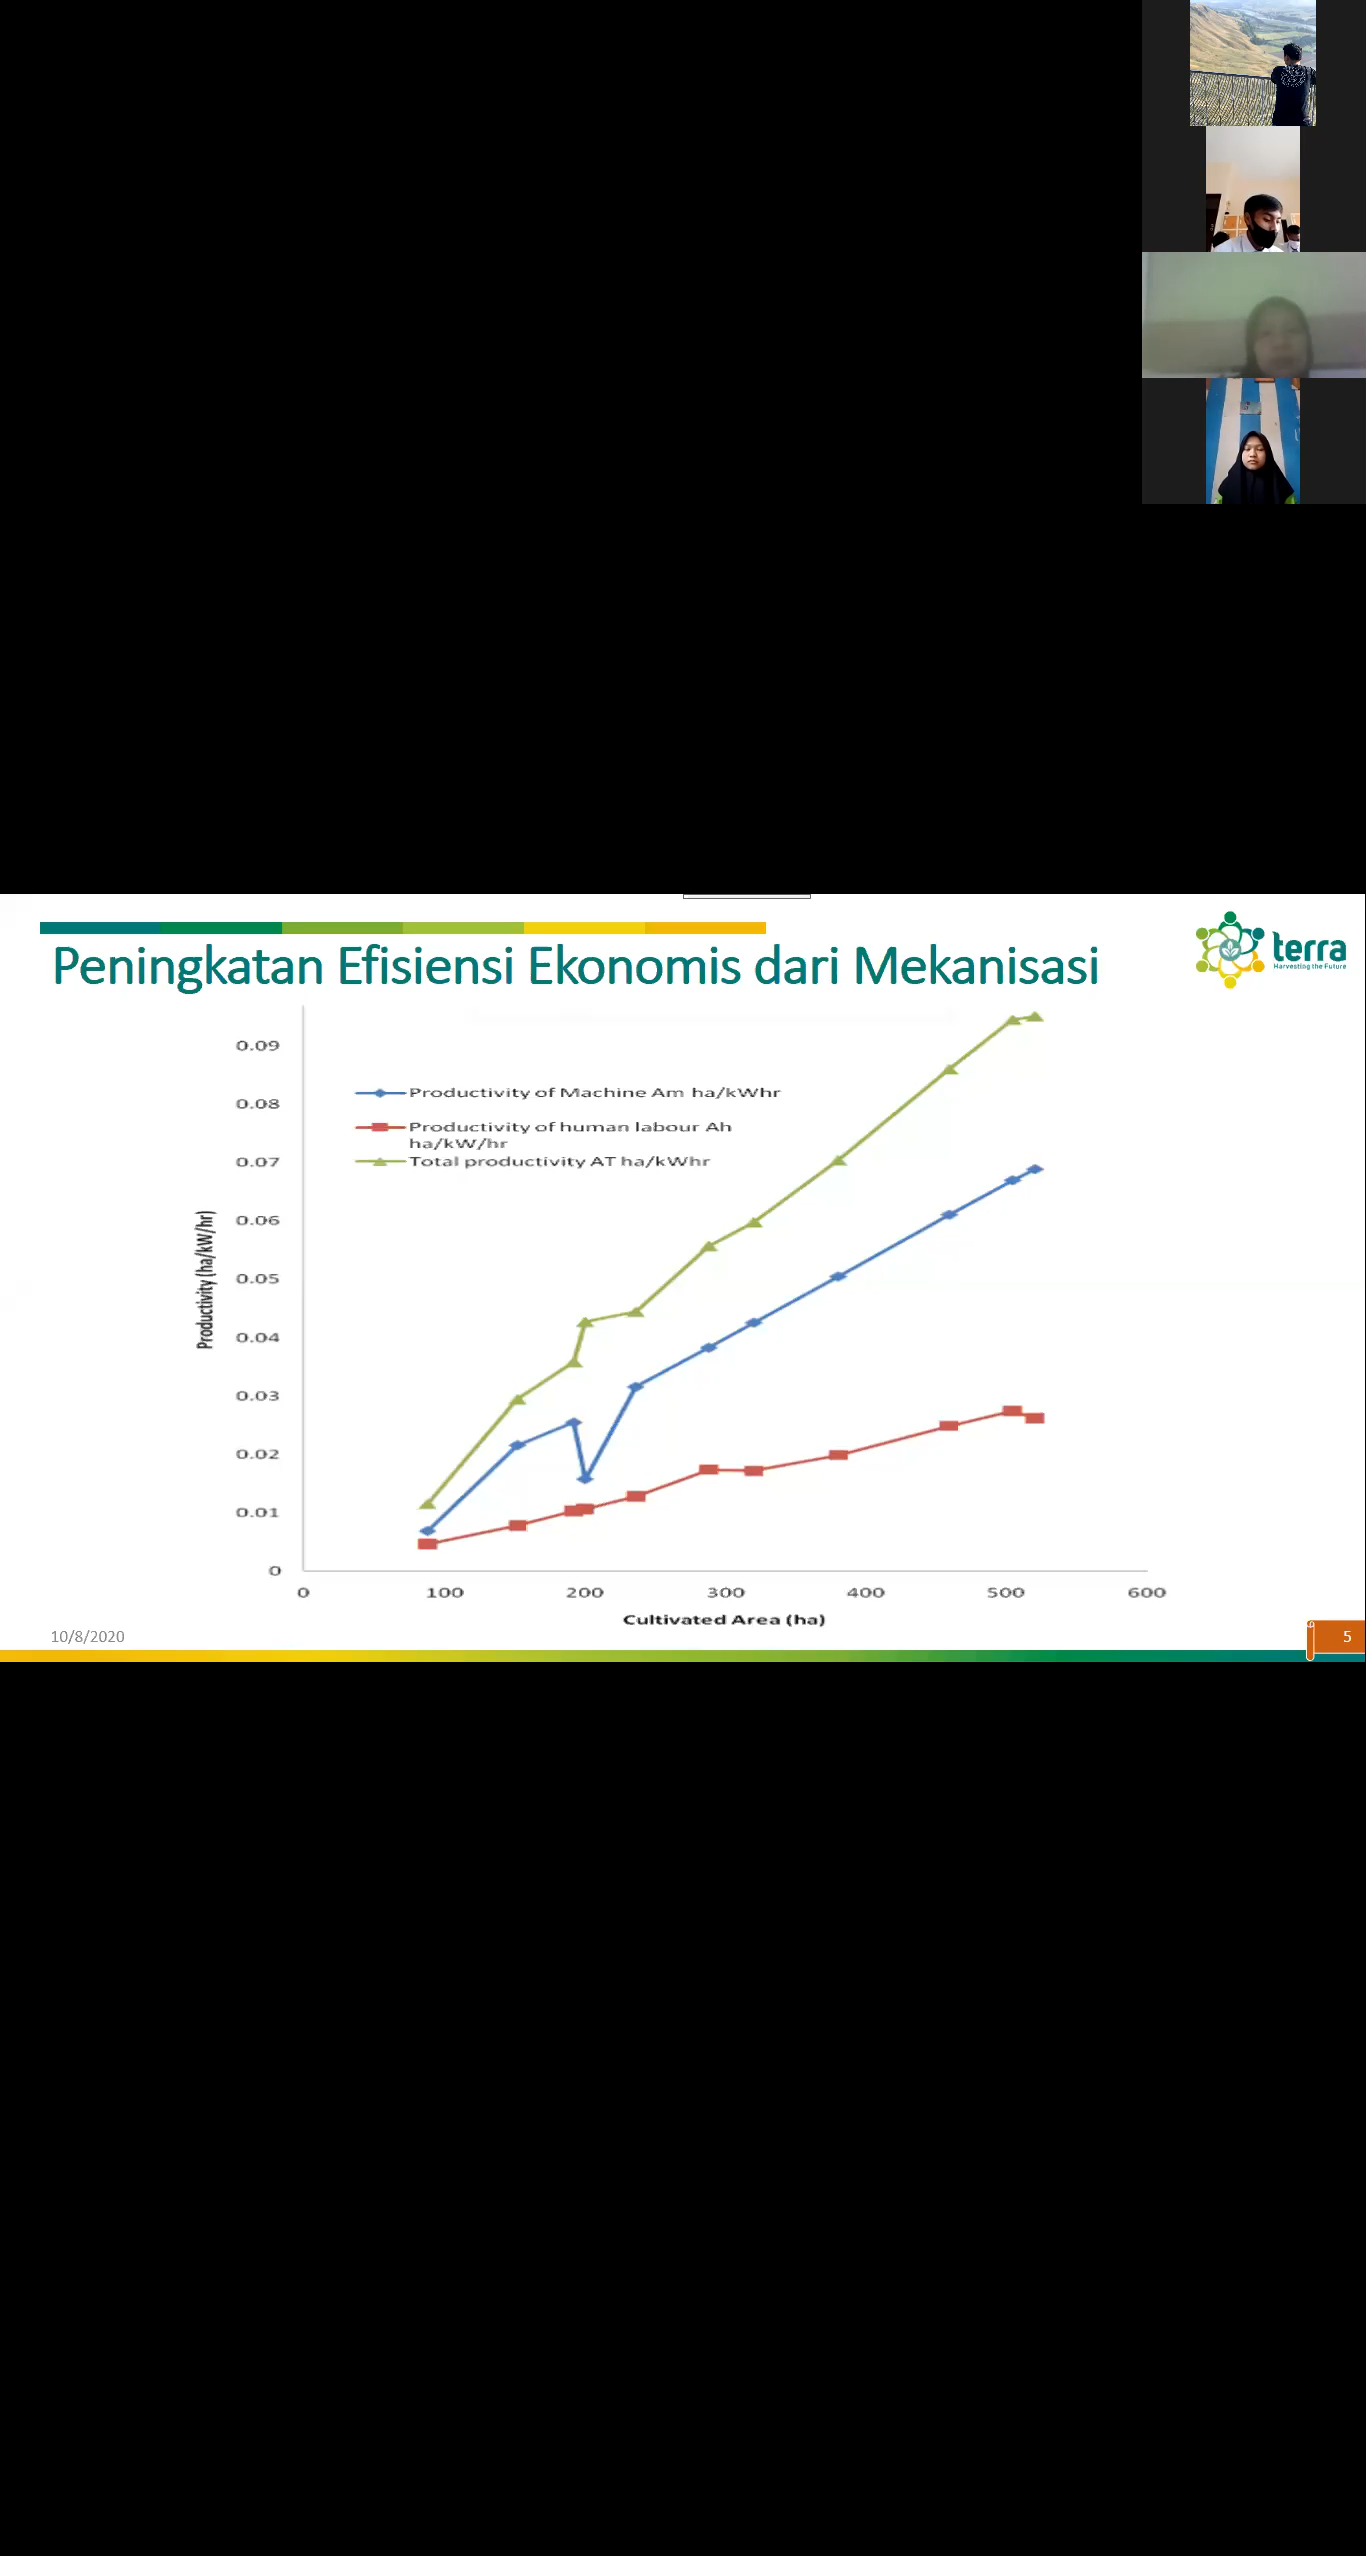 Peningkatan Efisiensi Ekonomis dari Mekanisasi
terra
Harvesting the Future
0.09
0.08
0.07
0.06
0.05
0.04
0.03
0.02
0.01
0
Productivity (ha/kW/hr)
Productivity of Machine Am ha/kWhr
Productivity of human labour Ah
ha/kW/hr
Total productivity AT ha/kWhr
0 100 200 300 400 500 600
Cultivated Area (ha)
10/8/2020
5